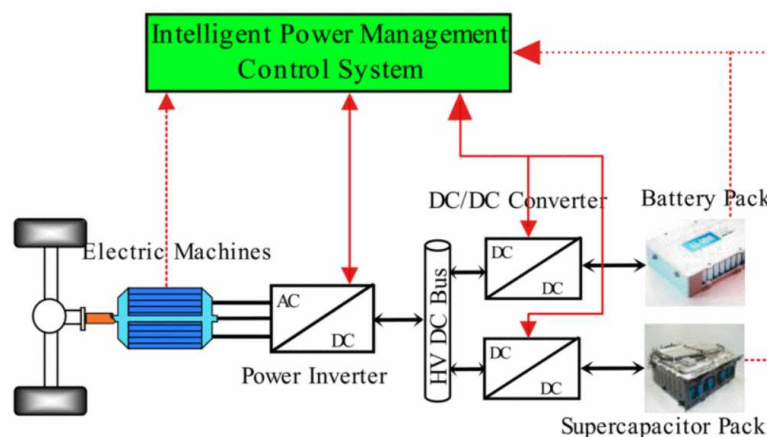 Intelligent Power Management
Control System
DC/DC Converter
Battery Pack
Electric Machines
DC
DC
HV DC Bus
AC
DC
DC
DC
Power Inverter
Supercapacitor Pack